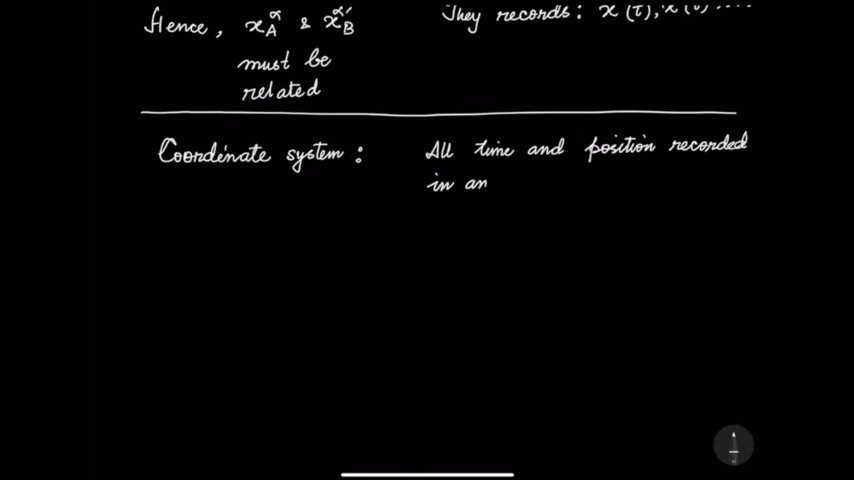 Hence, x_A^α & x_B^α′
must be
related
They records: x(τ), x(τ) ....
Coordinate system:
All time and position recorded
in an